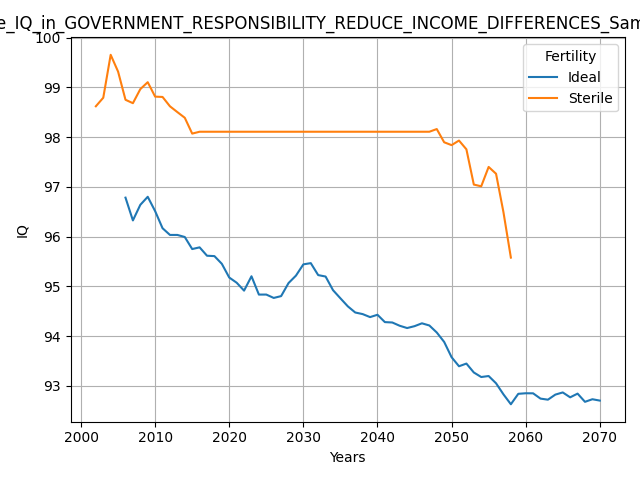 e_IQ_in_GOVERNMENT_RESPONSIBILITY_REDUCE_INCOME_DIFFERENCES_Sam
Fertility
Ideal
Sterile
100
99
98
97
96
95
94
93
IQ
2000 2010 2020 2030 2040 2050 2060 2070
Years